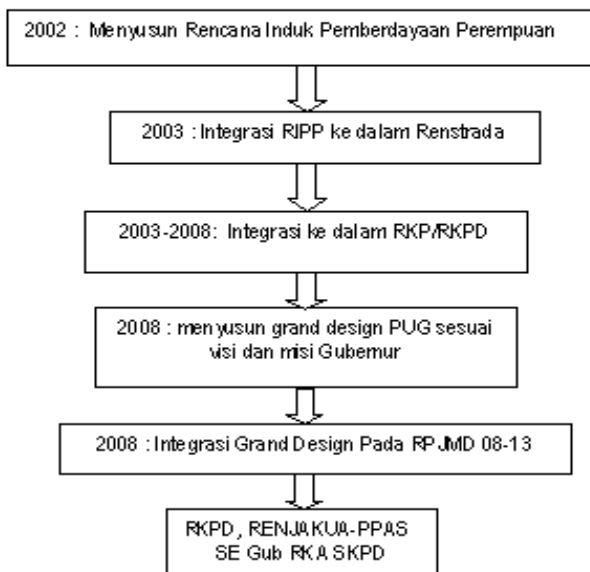 2002 : Menyusun Rencana Induk Pemberdayaan Perempuan
2003 : Integrasi RIPP ke dalam Renstrada
2003-2008: Integrasi ke dalam RKP/RKPD
2008 : menyusun grand design PUG sesuai
visi dan misi Gubernur
2008 : Integrasi Grand Design Pada RPJMD 08-13
RKPD, RENJAKUA-PPAS
SE Gub RKA SKPD